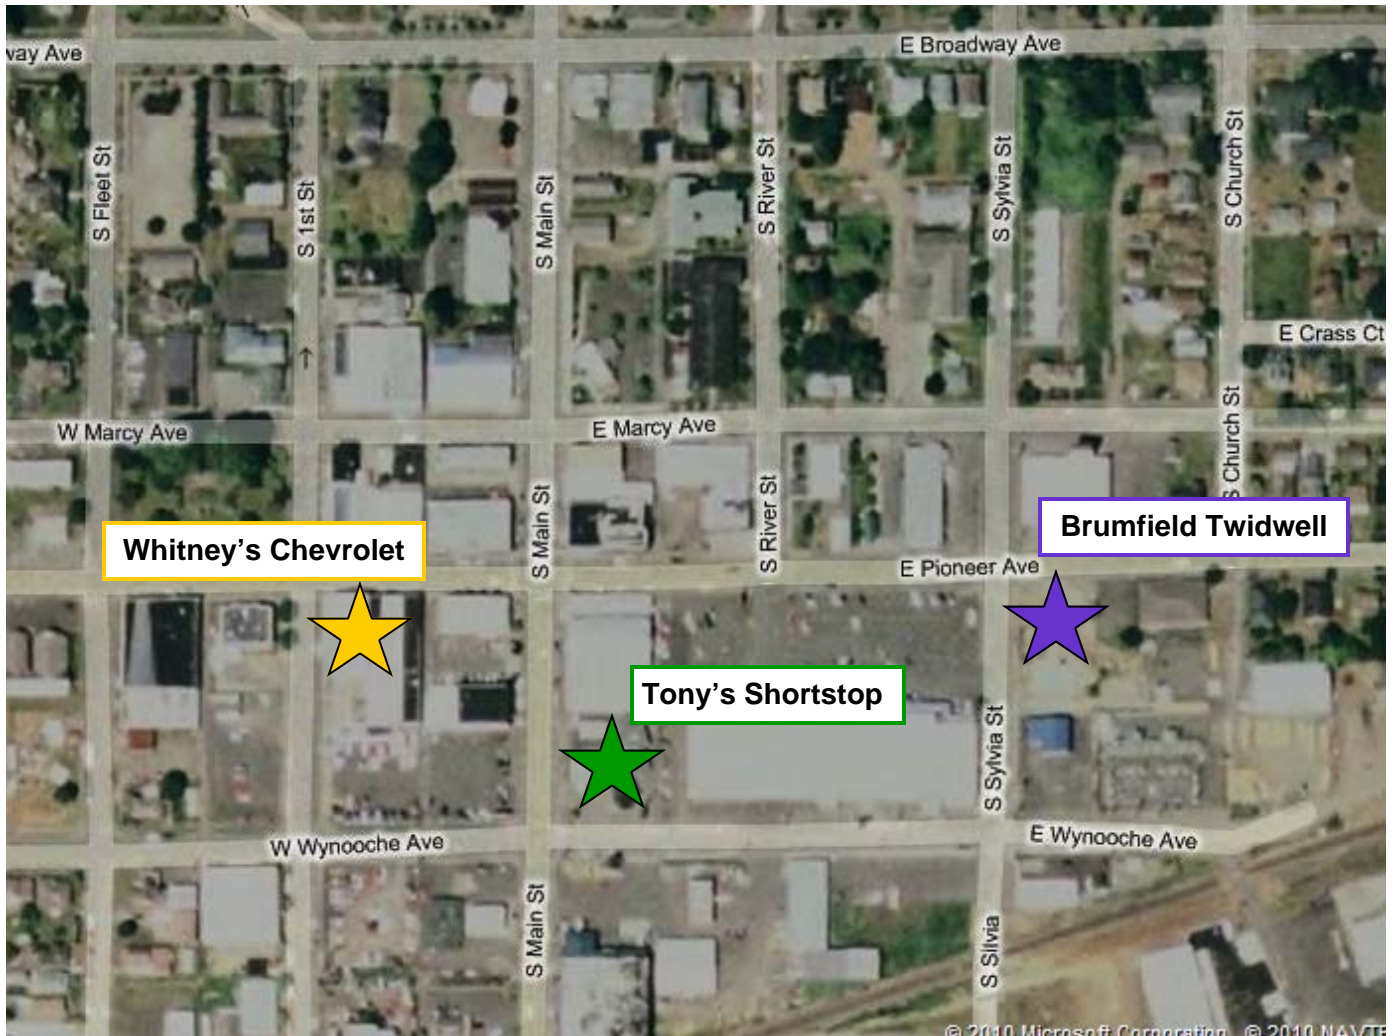 E Broadway Ave
way Ave
S Fleet St
S 1st St
S Main St
S River St
S Sylvia St
S Church St
E Crass Ct
W Marcy Ave
E Marcy Ave
S Main St
S River St
S Church St
Whitney's Chevrolet
Brumfield Twidwell
E Pioneer Ave
Tony's Shortstop
S Sylvia St
W Wynooche Ave
E Wynooche Ave
S Main St
S Silvia
© 2010 Microsoft Corporation © 2010 NAVTE